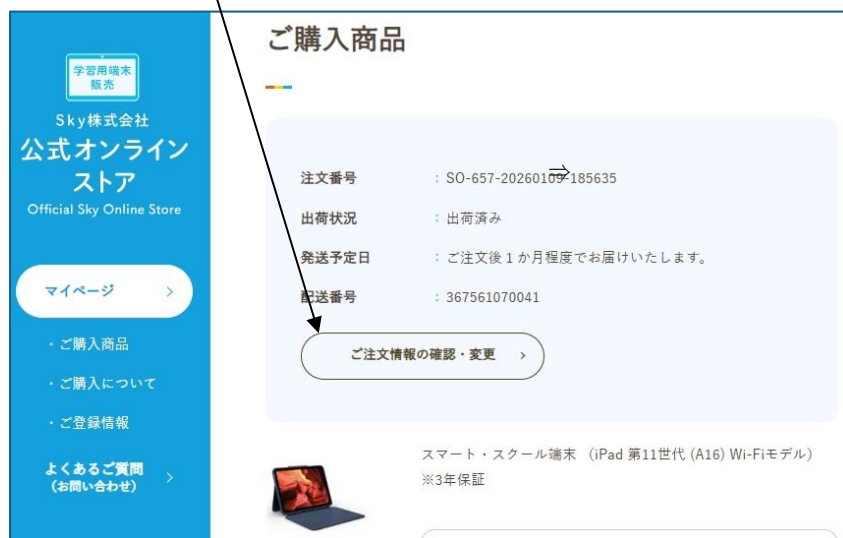 学習用端末
販売
Sky株式会社
公式オンライン
ストア
Official Sky Online Store
マイページ
・ご購入商品
・ご購入について
・ご登録情報
よくあるご質問
(お問い合わせ)
ご購入商品
注文番号 : SO-657-20260109-185635
⇒
出荷状況 : 出荷済み
発送予定日 : ご注文後1か月程度でお届けいたします。
配送番号 : 367561070041
ご注文情報の確認・変更
スマート・スクール端末 (iPad 第11世代 (A16) Wi-Fiモデル)
※3年保証